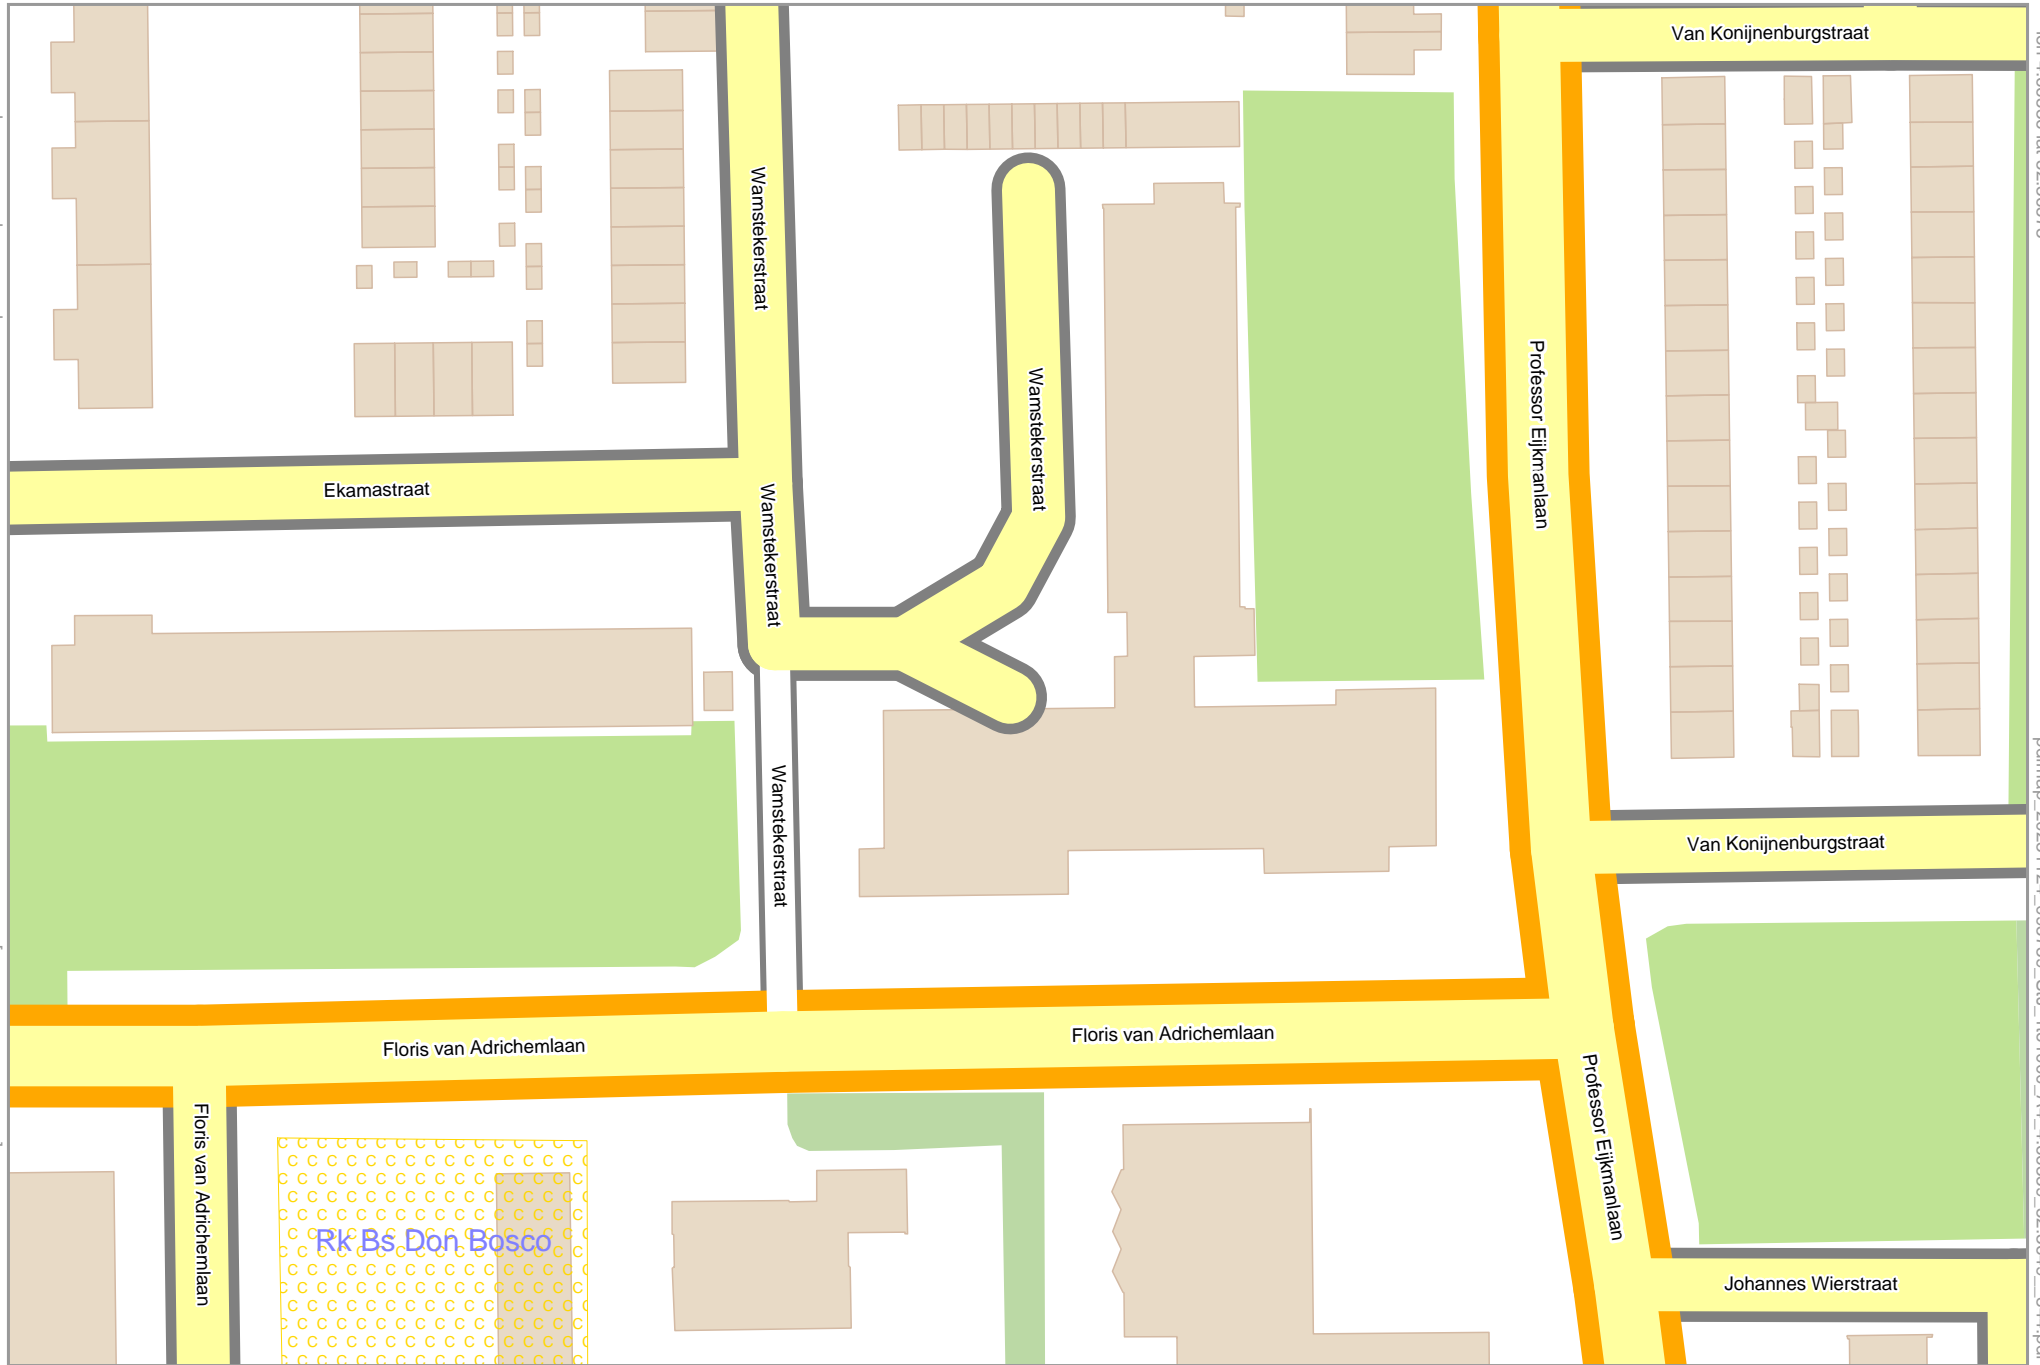 Van Konijnenburgstraat
Wamstekerstraat
Wamstekerstraat
Professor Eijkmanlaan
Ekamastraat
Wamstekerstraat
Wamstekerstraat
Van Konijnenburgstraat
Floris van Adrichemlaan
Floris van Adrichemlaan
Professor Eijkmanlaan
Floris van Adrichemlaan
Rk Bs Don Bosco
Johannes Wierstraat